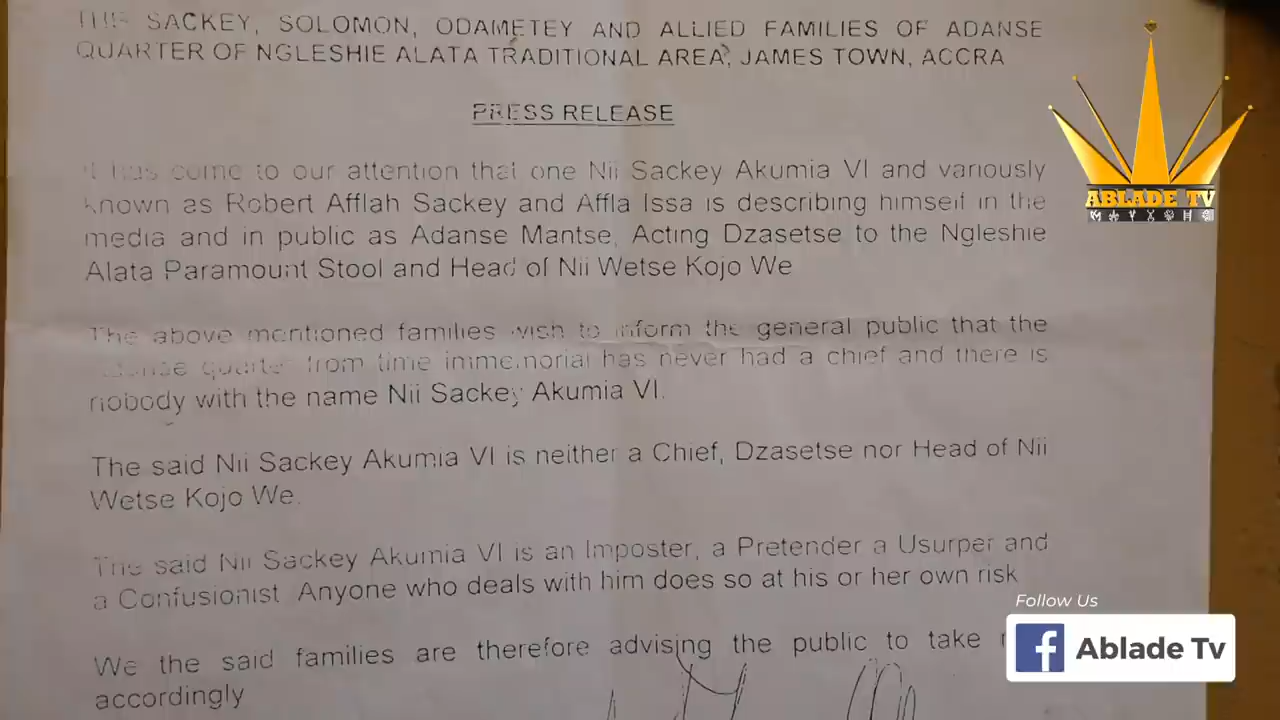 THE SACKEY, SOLOMON, ODAMETEY AND ALLIED FAMILIES OF ADANSE
QUARTER OF NGLESHIE ALATA TRADITIONAL AREA, JAMES TOWN, ACCRA
PRESS RELEASE
It has come to our attention that one Nii Sackey Akumia VI and variously
known as Robert Afflah Sackey and Affla Issa is describing himself in the
media and in public as Adanse Mantse, Acting Dzasetse to the Ngleshie
Alata Paramount Stool and Head of Nii Wetse Kojo We
The above mentioned families wish to inform the general public that the
quarter from time immemorial has never had a chief and there is
nobody with the name Nii Sackey Akumia VI.
The said Nii Sackey Akumia VI is neither a Chief, Dzasetse nor Head of Nii
Wetse Kojo We.
The said Nii Sackey Akumia VI is an Imposter, a Pretender a Usurper and
a Confusionist Anyone who deals with him does so at his or her own risk
We the said families are therefore advising the public to take
accordingly
ABLADE TV
Follow Us
f Ablade Tv